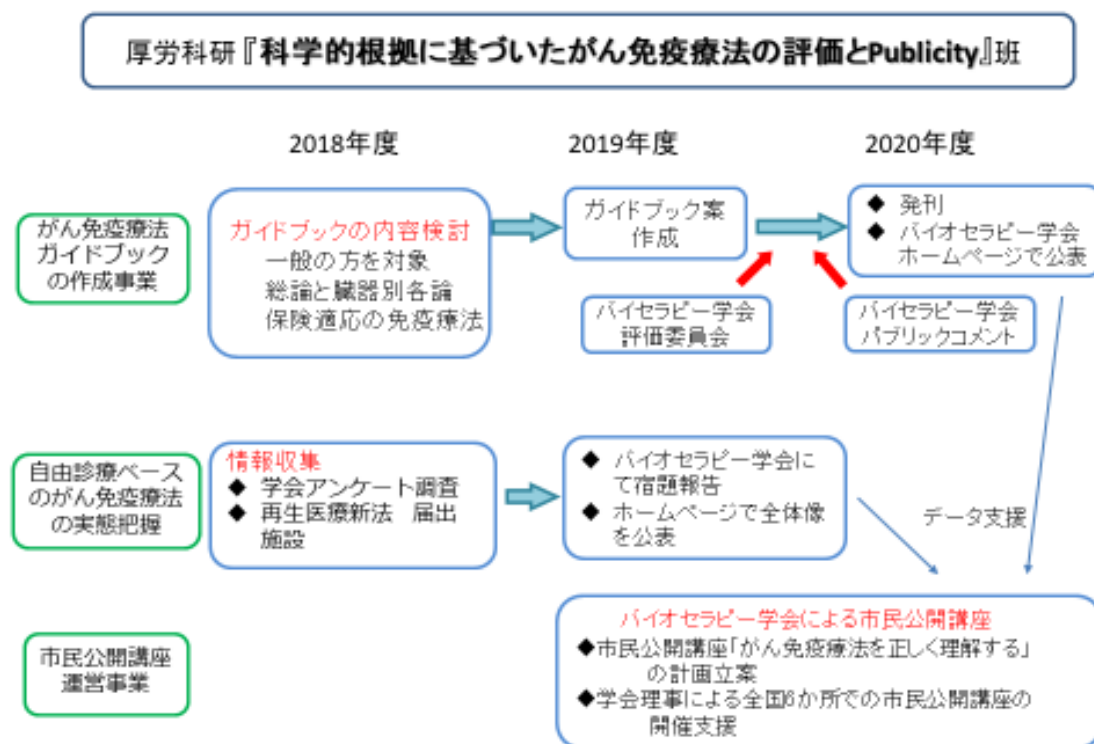 厚労科研『科学的根拠に基づいたがん免疫療法の評価とPublicity』班
2018年度
2019年度
2020年度
がん免疫療法
ガイドブック
の作成事業
ガイドブックの内容検討
一般の方を対象
総論と臓器別各論
保険適応の免疫療法
ガイドブック案
作成
◆ 発刊
◆ バイオセラピー学会
ホームページで公表
バイセラピー学会
評価委員会
バイセラピー学会
パブリックコメント
自由診療ベース
のがん免疫療法
の実態把握
情報収集
◆ 学会アンケート調査
◆ 再生医療新法 届出
施設
◆ バイオセラピー学会に
て宿題報告
◆ ホームページで全体像
を公表
データ支援
市民公開講座
運営事業
バイオセラピー学会による市民公開講座
◆市民公開講座「がん免疫療法を正しく理解する」
の計画立案
◆学会理事による全国6か所での市民公開講座の
開催支援